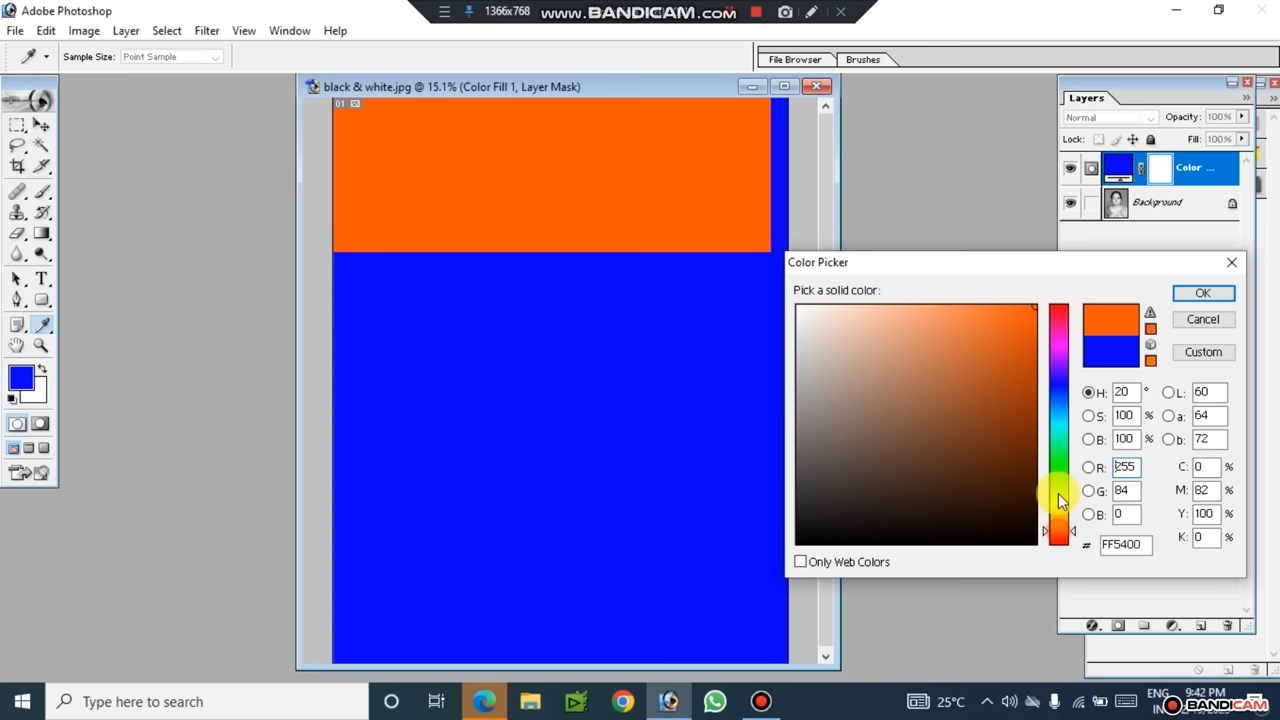 Adobe Photoshop
1366x768
www.BANDICAM.com
File Edit Image Layer Select Filter View Window Help
Sample Size: Point Sample
File Browser
Brushes
black & white.jpg @ 15.1% (Color Fill 1, Layer Mask)
01
Layers
Normal
Opacity: 100%
Lock:
Fill: 100%
Color ...
Background
Color Picker
Pick a solid color:
OK
Cancel
Custom
H: 20 °
L: 60
S: 100 %
a: 64
B: 100 %
b: 72
R: 255
C: 0 %
G: 84
M: 82 %
B: 0
Y: 100 %
K: 0 %
# FF5400
Only Web Colors
Type here to search
25°C
ENG
9:42 PM
BANDICAM